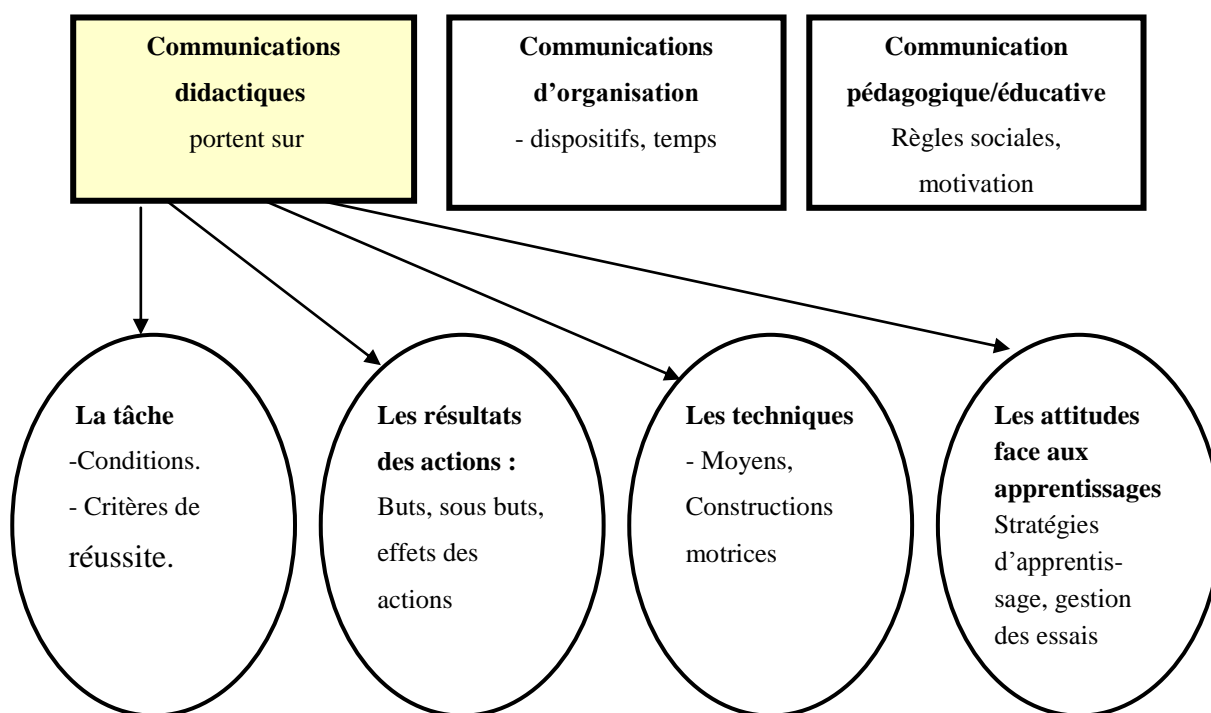 Communications
didactiques
portent sur
Communications
d’organisation
- dispositifs, temps
Communication
pédagogique/éducative
Règles sociales,
motivation
La tâche
-Conditions.
- Critères de
réussite.
Les résultats
des actions :
Buts, sous buts,
effets des
actions
Les techniques
- Moyens,
Constructions
motrices
Les attitudes
face aux
apprentissages
Stratégies
d’apprentis-
sage, gestion
des essais